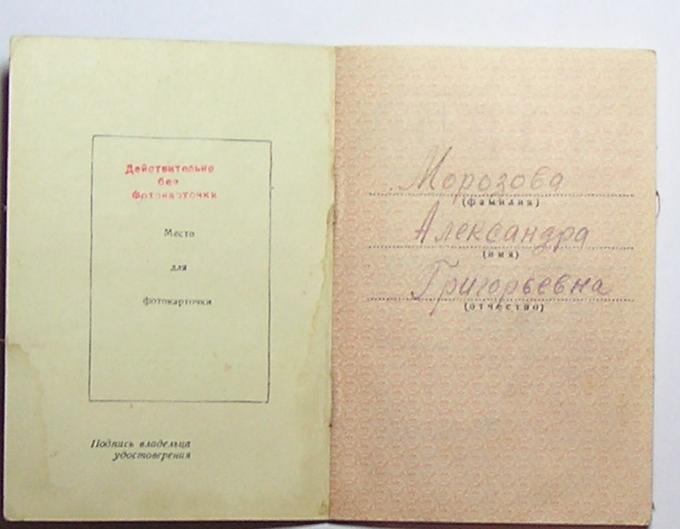 Действительно
без
фотокарточки
Место
для
фотокарточки
Подпись владельца
удостоверения
Морозова
(фамилия)
Александра
(имя)
Григорьевна
(отчество)